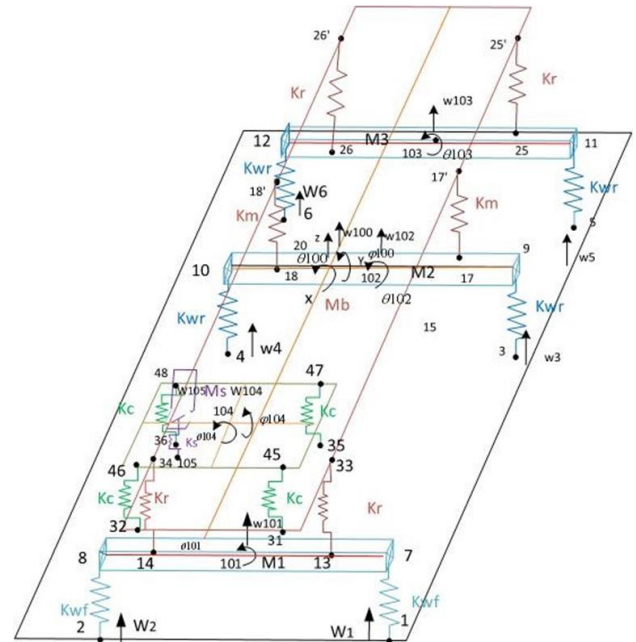 26'
25'
Kr
Kr
w103
12
M3
11
26
103
θ103
25
Kwr
18'
W6
17'
Kwr
6
Km
Km
5
20
z
w100
w102
w5
9
θ100
Y
φ100
10
18
102
M2
17
X
Mb
θ102
Kwr
15
Kwr
w4
4
3
w3
48
Ms
W104
47
W105
Kc
104
Kc
φ104
36
Ks
θ104
35
46
34
105
45
33
Kc
Kr
Kc
Kr
32
w101
31
8
θ101
7
14
101
M1
13
Kwf
Kwf
2
W2
W1
1